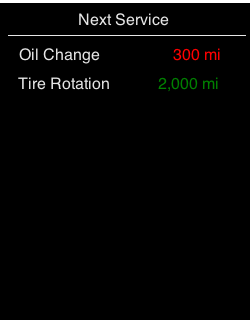 Next Service
Oil Change 300 mi
Tire Rotation 2,000 mi